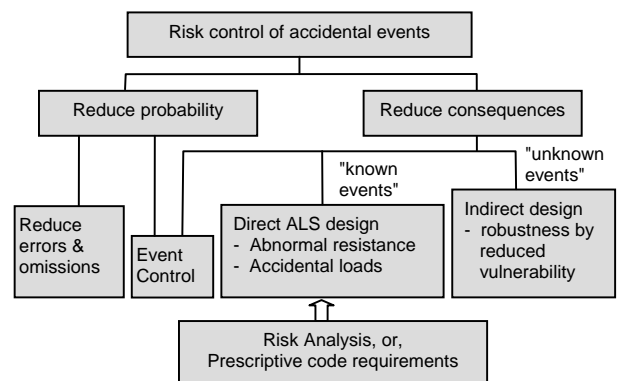 Risk control of accidental events
Reduce probability
Reduce consequences
"known
events"
"unknown
events"
Reduce
errors &
omissions
Event
Control
Direct ALS design
- Abnormal resistance
- Accidental loads
Indirect design
- robustness by
reduced
vulnerability
Risk Analysis, or,
Prescriptive code requirements